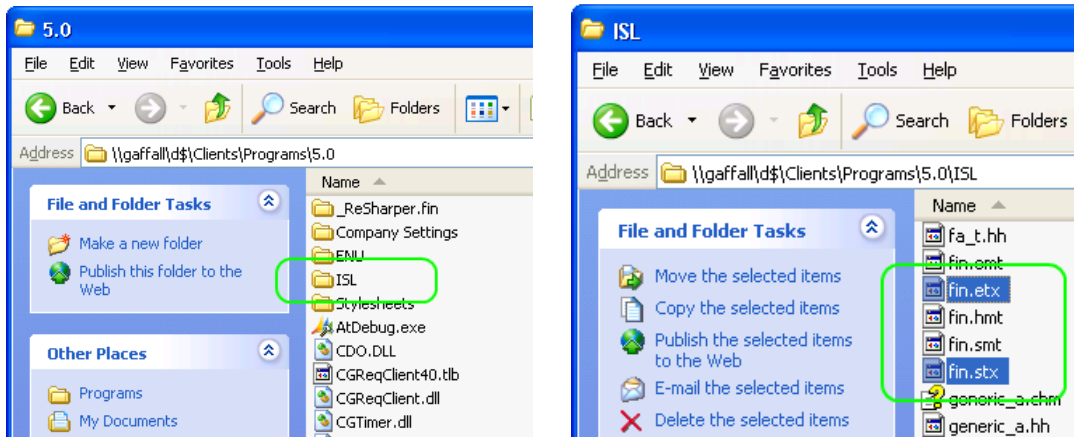 5.0
File Edit View Favorites Tools Help
Back Search Folders
Address \\gaffall\d$\Clients\Programs\5.0
File and Folder Tasks
Make a new folder
Publish this folder to the
Web
Other Places
Programs
My Documents
Name
_ReSharper.fin
Company Settings
ENU
ISL
Stylesheets
AtDebug.exe
CDO.DLL
CGReqClient40.tlb
CGReqClient.dll
CGTimer.dll
ISL
File Edit View Favorites Tools Help
Back Search Folders
Address \\gaffall\d$\Clients\Programs\5.0\ISL
File and Folder Tasks
Move the selected items
Copy the selected items
Publish the selected items
to the Web
E-mail the selected items
Delete the selected items
Name
fa_t.hh
fin.emt
fin.etx
fin.hmt
fin.smt
fin.stx
generic_a.chm
generic_a.hh